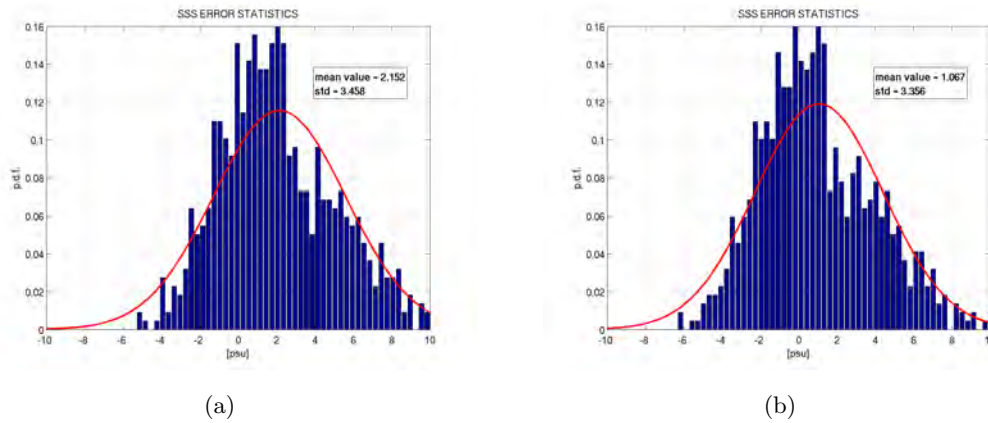 SSS ERROR STATISTICS
0.16
0.14
0.12
0.1
0.08
0.06
0.04
0.02
0
p.d.f.
mean value = 2.152
std = 3.458
-10 -8 -6 -4 -2 0 2 4 6 8 10
[psu]
(a)
SSS ERROR STATISTICS
0.16
0.14
0.12
0.1
0.08
0.06
0.04
0.02
0
p.d.f.
mean value = 1.067
std = 3.356
-10 -8 -6 -4 -2 0 2 4 6 8 10
[psu]
(b)